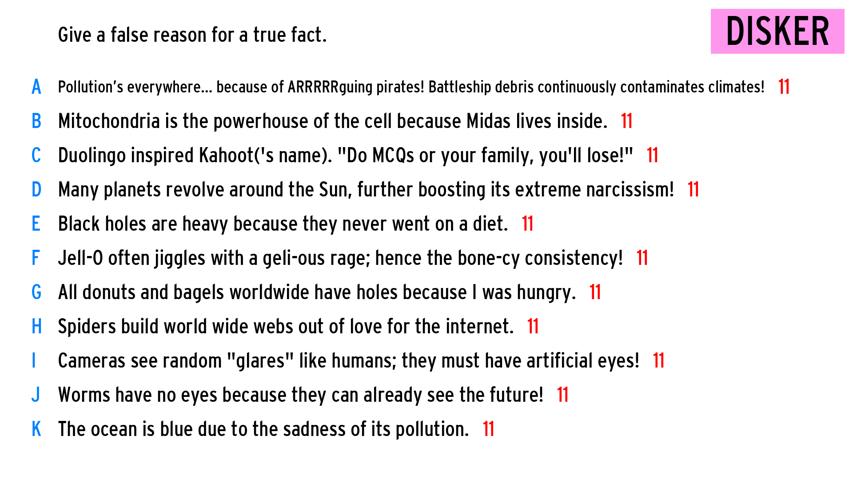 Give a false reason for a true fact.
DISKER
A Pollution's everywhere... because of ARRRRRguing pirates! Battleship debris continuously contaminates climates! 11
B Mitochondria is the powerhouse of the cell because Midas lives inside. 11
C Duolingo inspired Kahoot('s name). "Do MCQs or your family, you'll lose!" 11
D Many planets revolve around the Sun, further boosting its extreme narcissism! 11
E Black holes are heavy because they never went on a diet. 11
F Jell-O often jiggles with a geli-ous rage; hence the bone-cy consistency! 11
G All donuts and bagels worldwide have holes because I was hungry. 11
H Spiders build world wide webs out of love for the internet. 11
I Cameras see random "glares" like humans; they must have artificial eyes! 11
J Worms have no eyes because they can already see the future! 11
K The ocean is blue due to the sadness of its pollution. 11